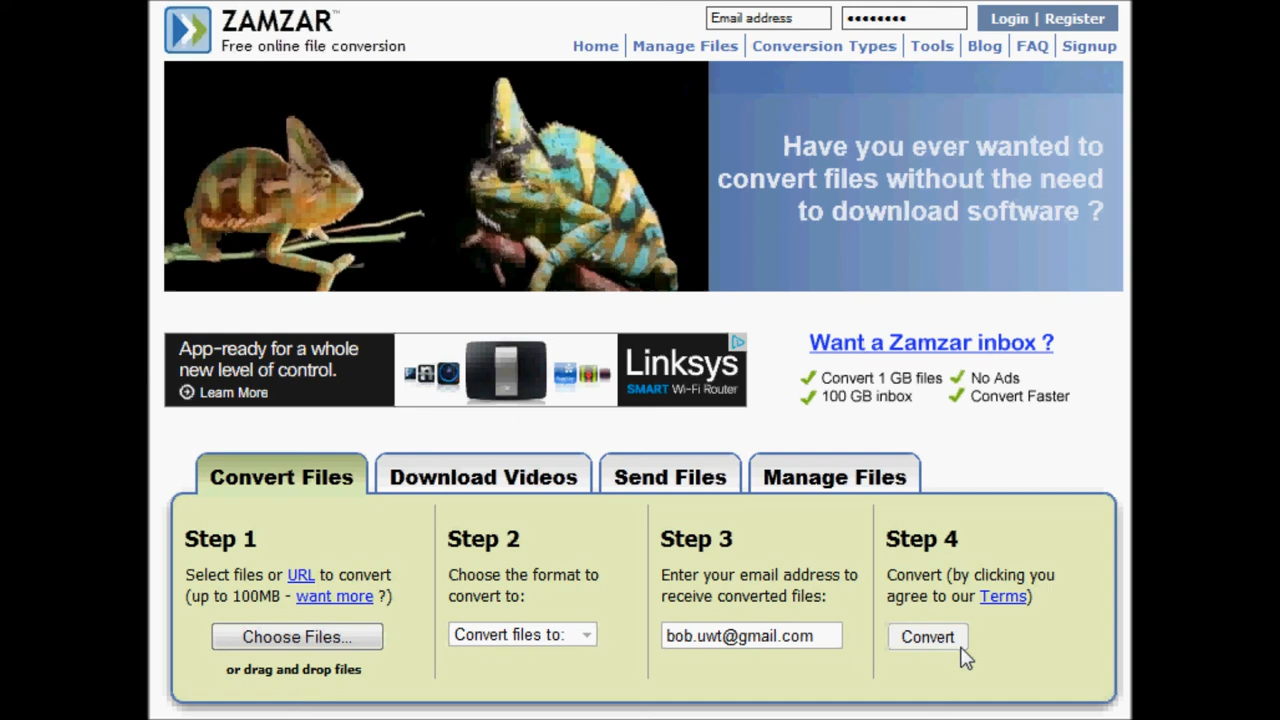 ZAMZAR™
Free online file conversion
Email address
••••••••
Login | Register
Home | Manage Files | Conversion Types | Tools | Blog | FAQ | Signup
Have you ever wanted to
convert files without the need
to download software ?
App-ready for a whole
new level of control.
Learn More
Linksys
SMART Wi-Fi Router
Want a Zamzar inbox ?
Convert 1 GB files
No Ads
100 GB inbox
Convert Faster
Convert Files
Download Videos
Send Files
Manage Files
Step 1
Select files or URL to convert
(up to 100MB - want more ?)
Choose Files...
or drag and drop files
Step 2
Choose the format to
convert to:
Convert files to:
Step 3
Enter your email address to
receive converted files:
bob.uwt@gmail.com
Step 4
Convert (by clicking you
agree to our Terms)
Convert